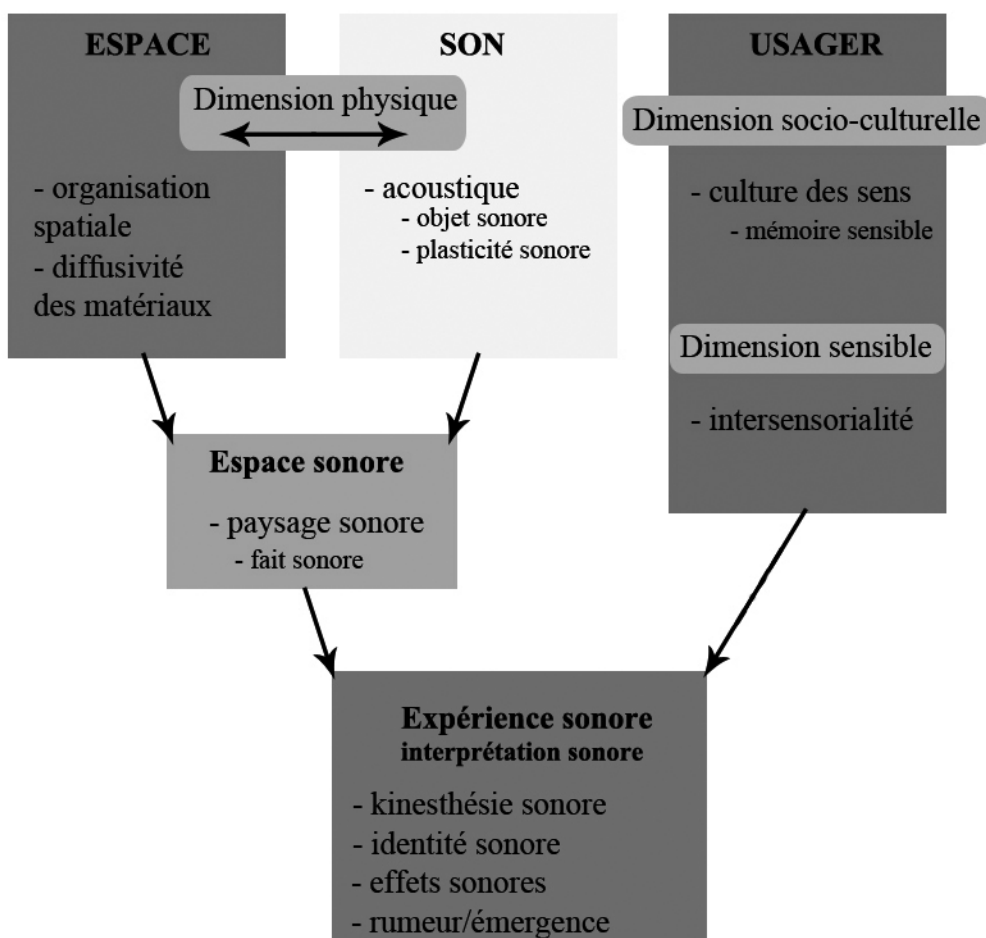 ESPACE
Dimension physique
- organisation
spatiale
- diffusivité
des matériaux
SON
- acoustique
- objet sonore
- plasticité sonore
USAGER
Dimension socio-culturelle
- culture des sens
- mémoire sensible
Dimension sensible
- intersensorialité
Espace sonore
- paysage sonore
- fait sonore
Expérience sonore
interprétation sonore
- kinesthésie sonore
- identité sonore
- effets sonores
- rumeur/émergence